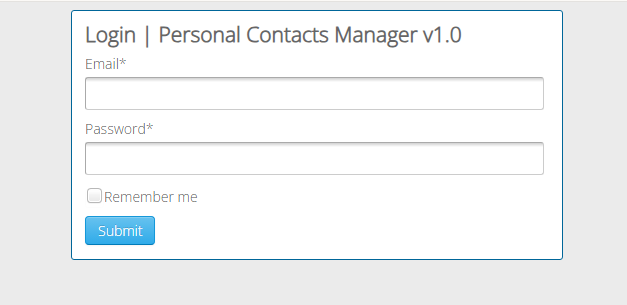 Login | Personal Contacts Manager v1.0
Email*
Password*
Remember me
Submit